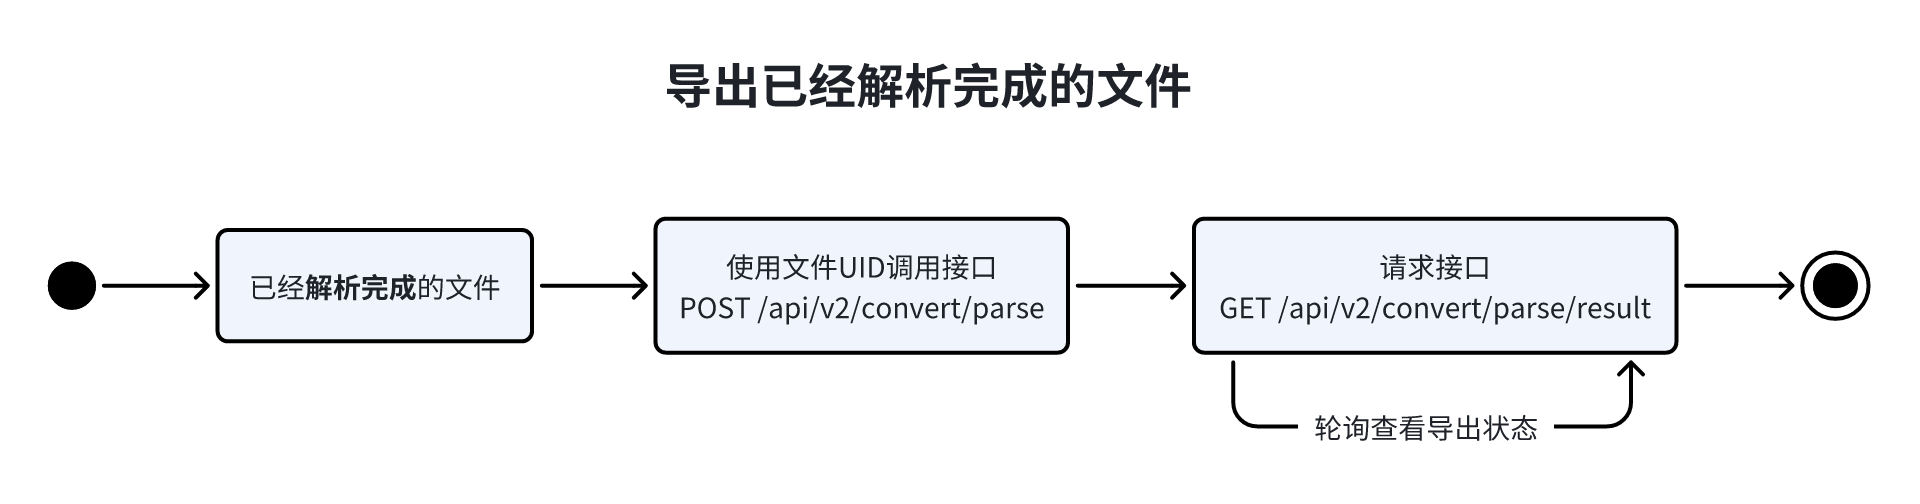 导出已经解析完成的文件
已经解析完成的文件
使用文件UID调用接口
POST /api/v2/convert/parse
请求接口
GET /api/v2/convert/parse/result
轮询查看导出状态